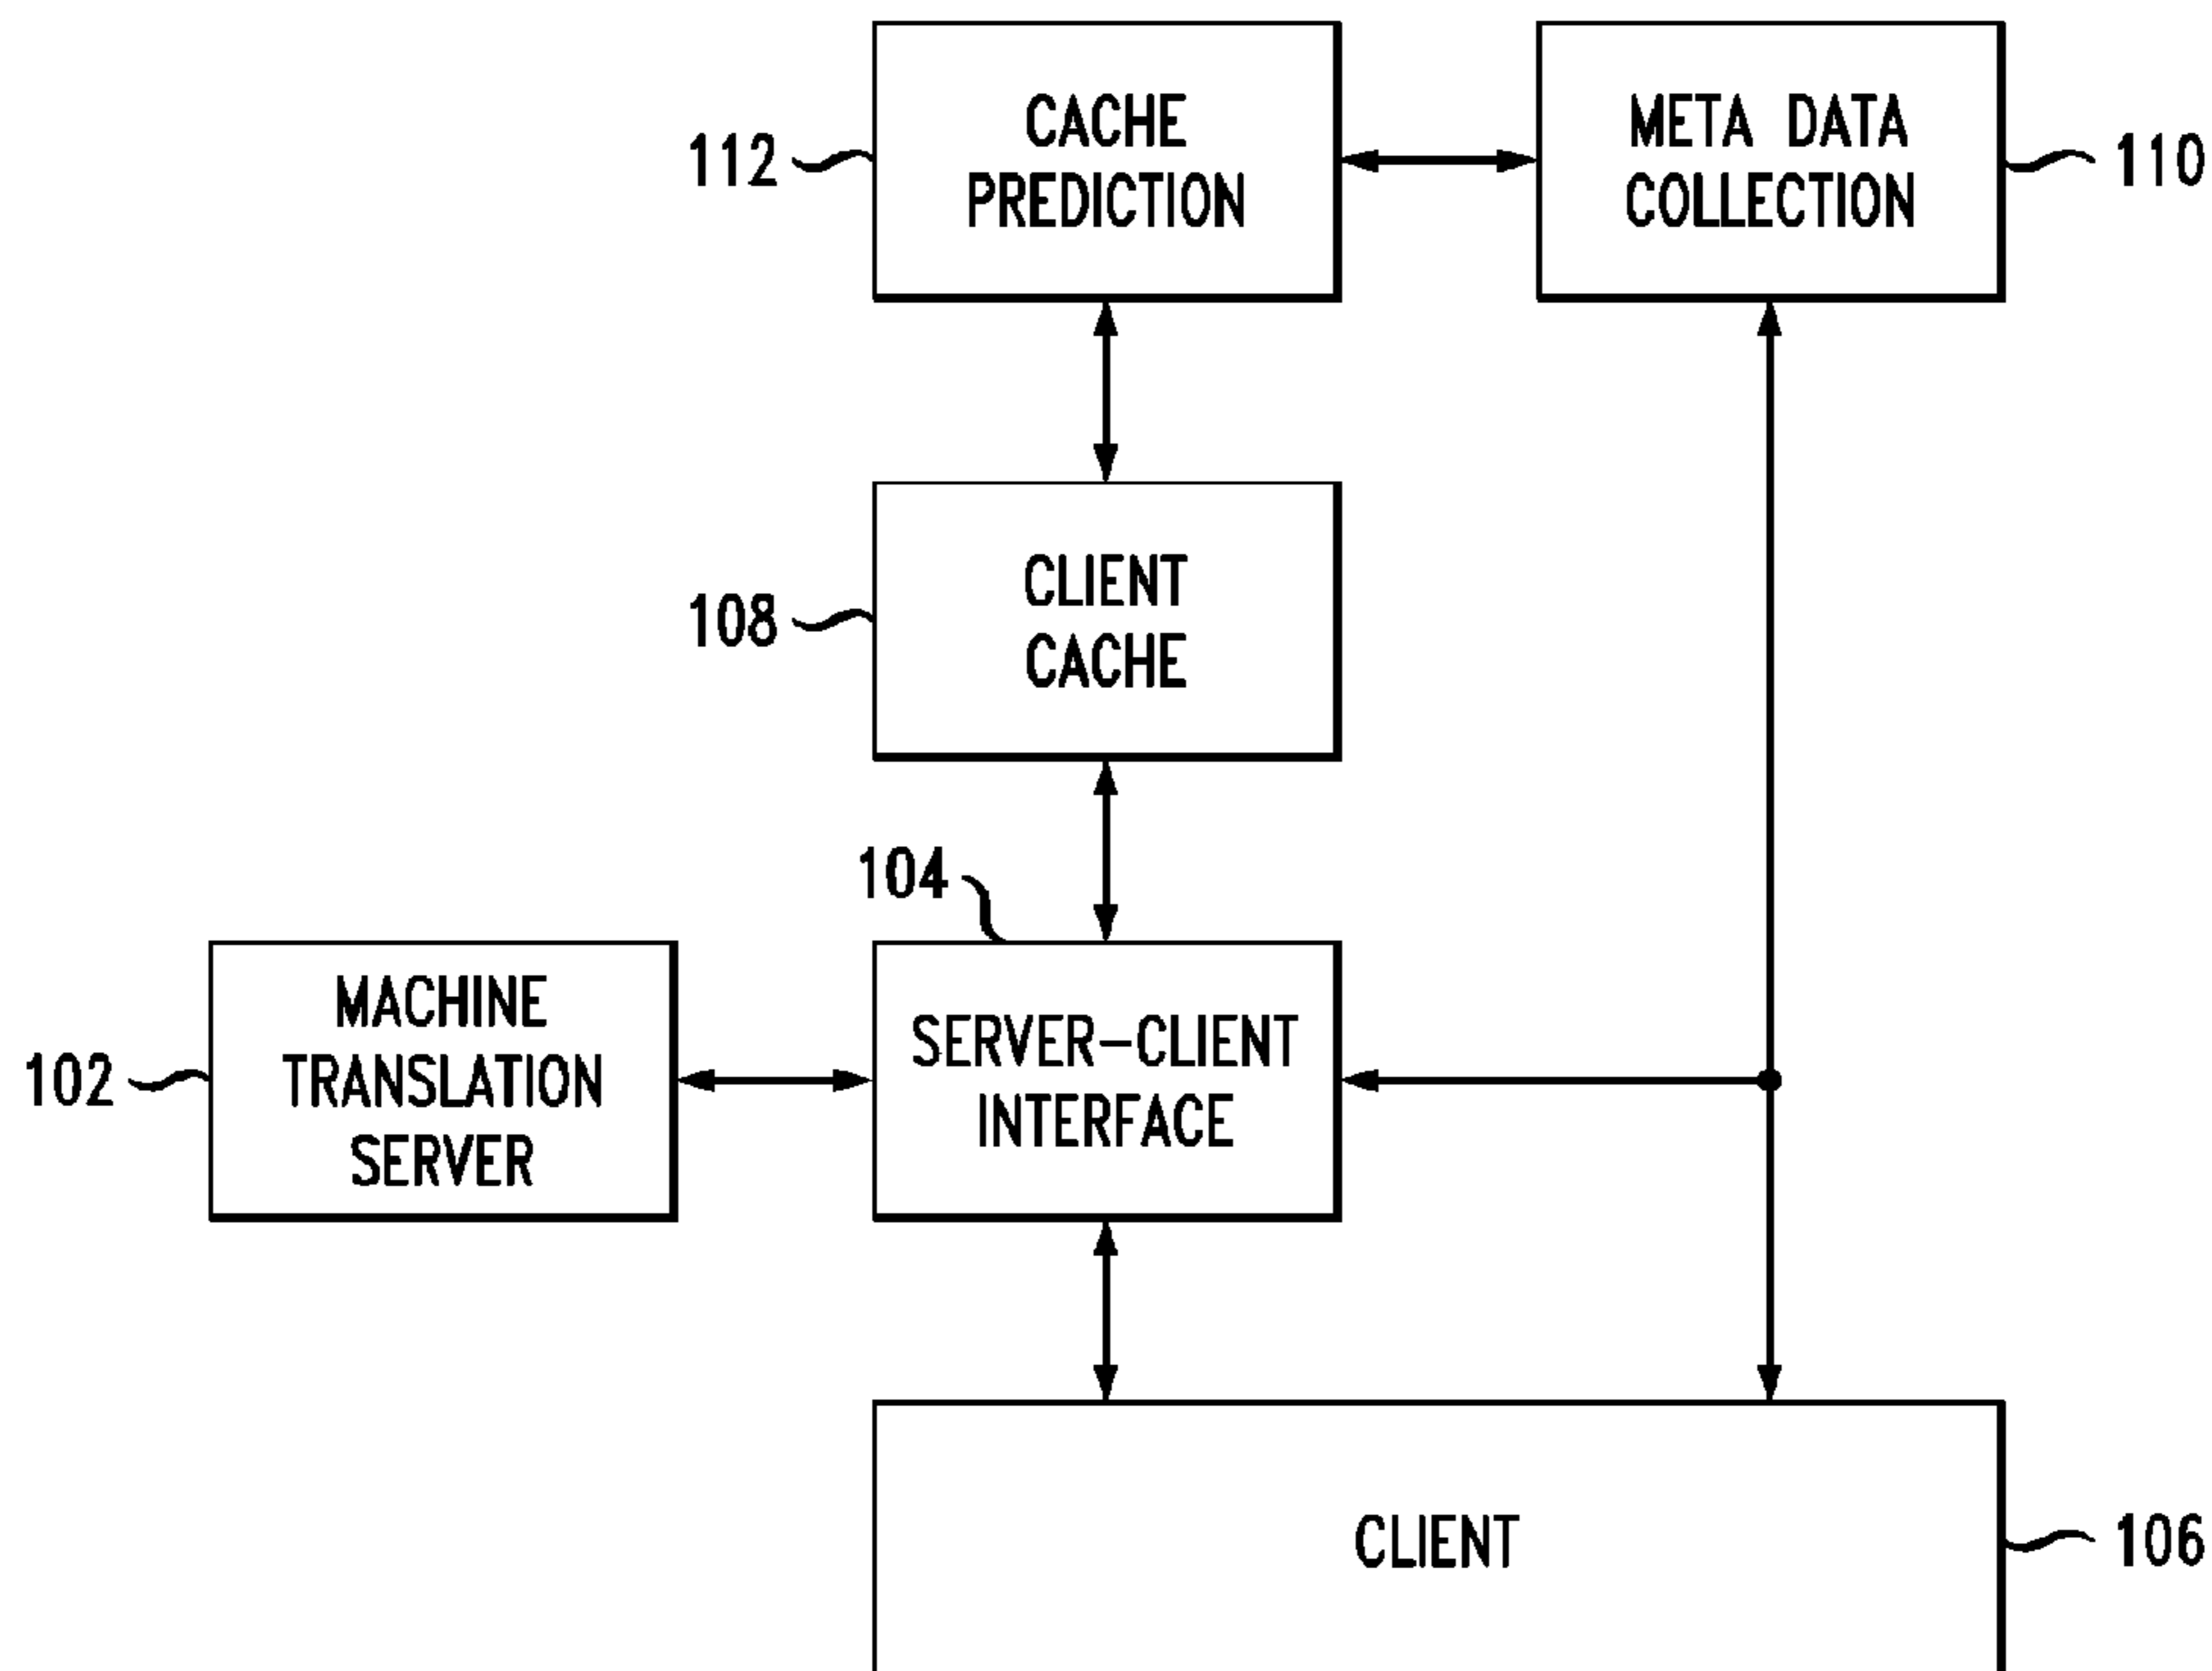 112
CACHE
PREDICTION
META DATA
COLLECTION
110
108
CLIENT
CACHE
104
102
MACHINE
TRANSLATION
SERVER
SERVER-CLIENT
INTERFACE
CLIENT
106